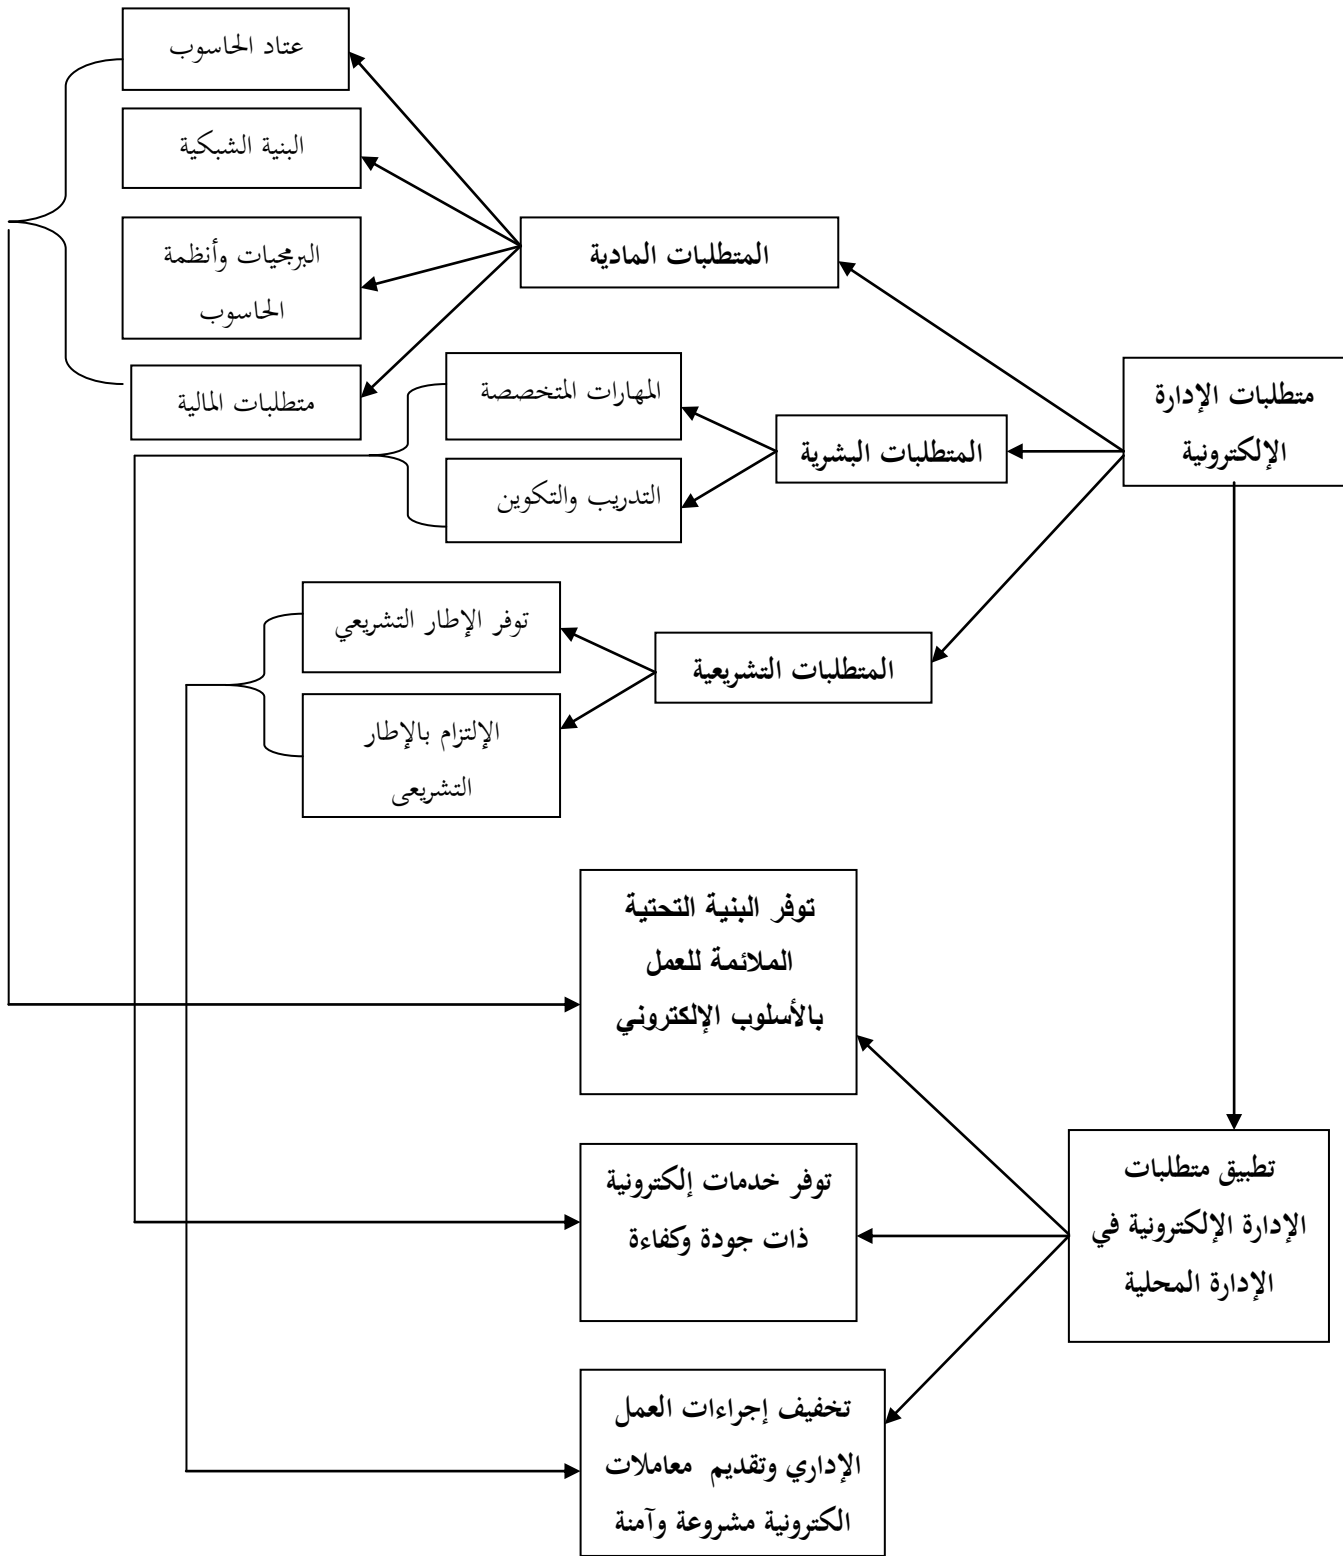 عتاد الحاسوب
البنية الشبكية
البرمجيات وأنظمة
الحاسوب
متطلبات المالية
المتطلبات المادية
متطلبات الإدارة
الإلكترونية
المهارات المتخصصة
التدريب والتكوين
المتطلبات البشرية
توفر الإطار التشريعي
الإلتزام بالإطار
التشريعى
المتطلبات التشريعية
توفر البنية التحتية
الملائمة للعمل
بالأسلوب الإلكتروني
توفر خدمات إلكترونية
ذات جودة وكفاءة
تطبيق متطلبات
الإدارة الإلكترونية في
الإدارة المحلية
تخفيف إجراءات العمل
الإداري وتقديم معاملات
الكترونية مشروعة وآمنة